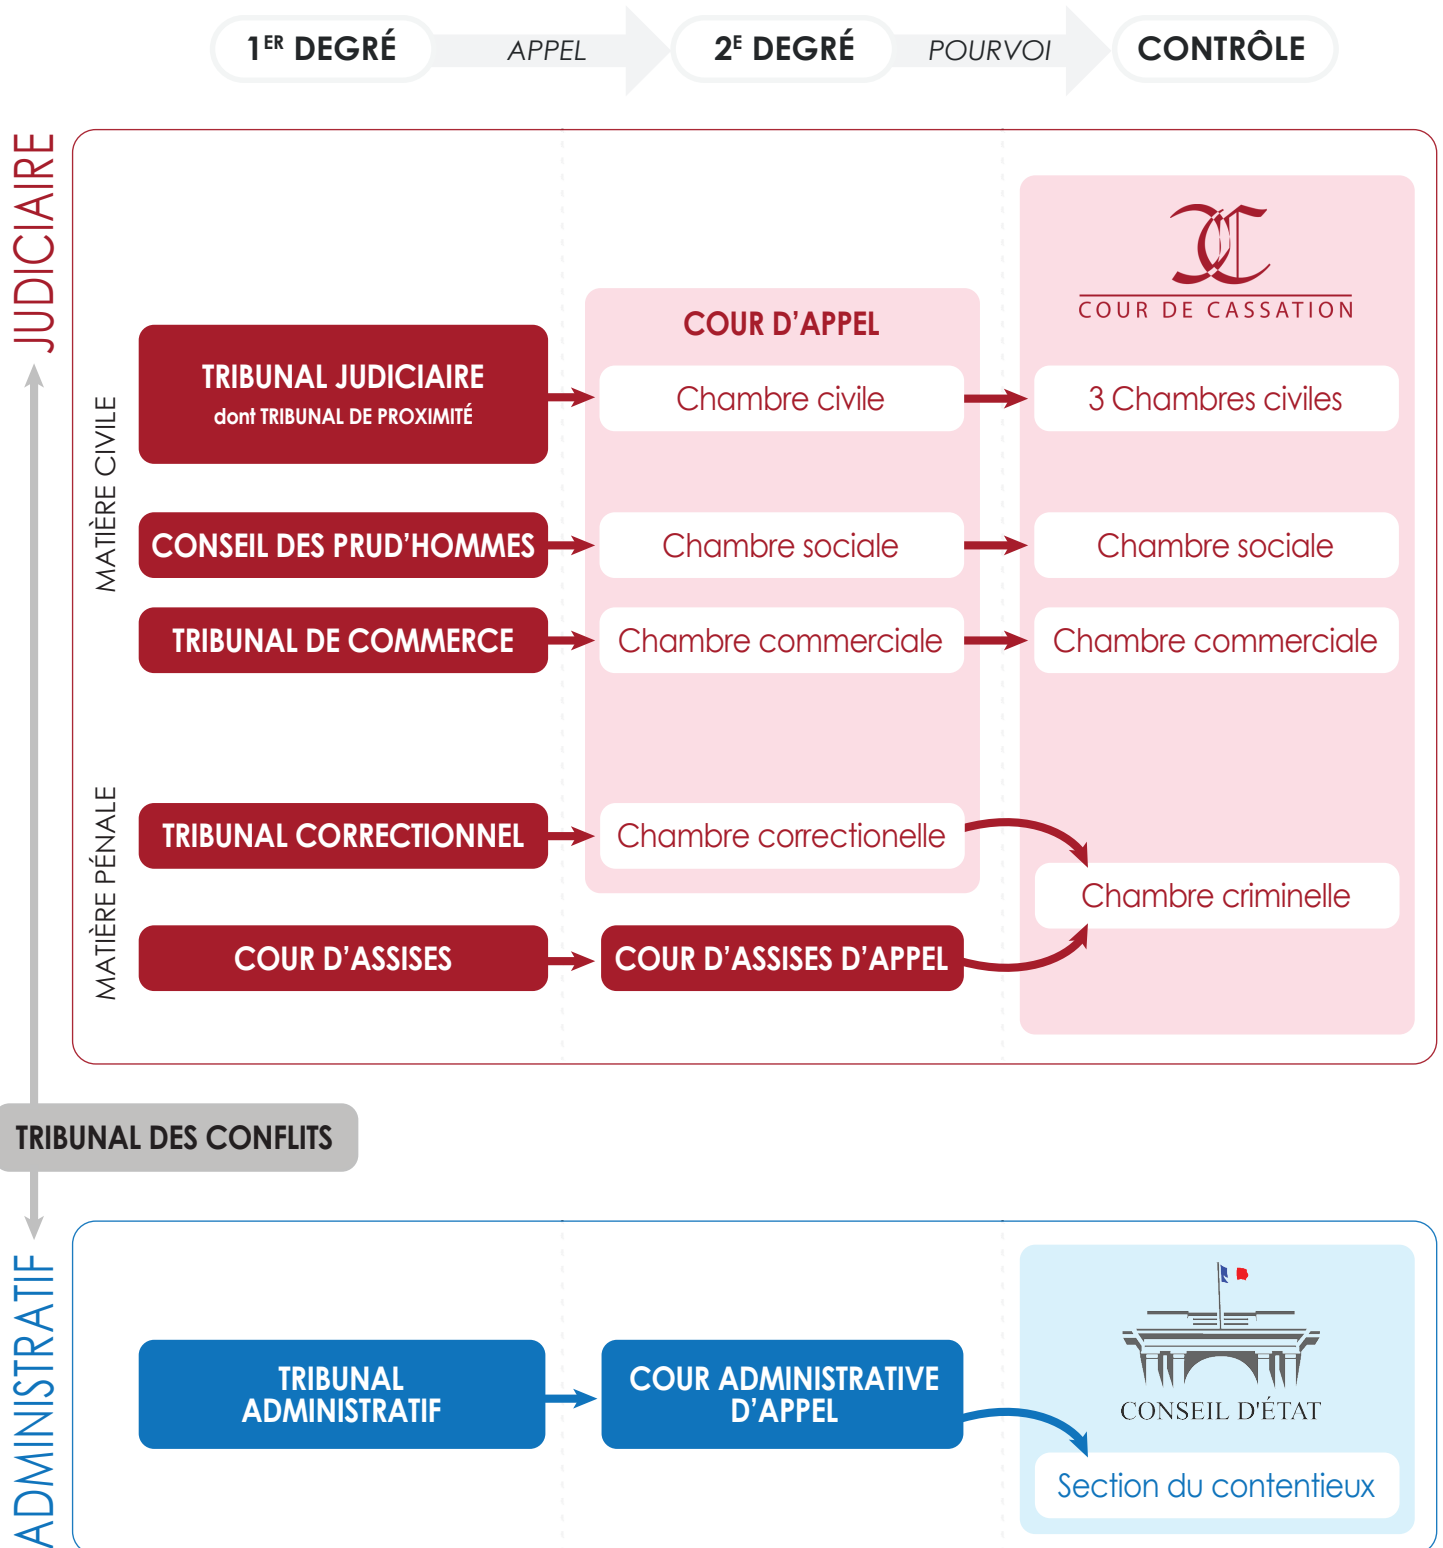 1ER DEGRÉ
APPEL
2E DEGRÉ
POURVOI
CONTRÔLE
JUDICIAIRE
MATIÈRE CIVILE
COUR DE CASSATION
COUR D’APPEL
TRIBUNAL JUDICIAIRE
dont TRIBUNAL DE PROXIMITÉ
Chambre civile
3 Chambres civiles
CONSEIL DES PRUD’HOMMES
Chambre sociale
Chambre sociale
TRIBUNAL DE COMMERCE
Chambre commerciale
Chambre commerciale
MATIÈRE PÉNALE
TRIBUNAL CORRECTIONNEL
Chambre correctionelle
Chambre criminelle
COUR D’ASSISES
COUR D’ASSISES D’APPEL
TRIBUNAL DES CONFLITS
ADMINISTRATIF
TRIBUNAL
ADMINISTRATIF
COUR ADMINISTRATIVE
D’APPEL
CONSEIL D'ÉTAT
Section du contentieux